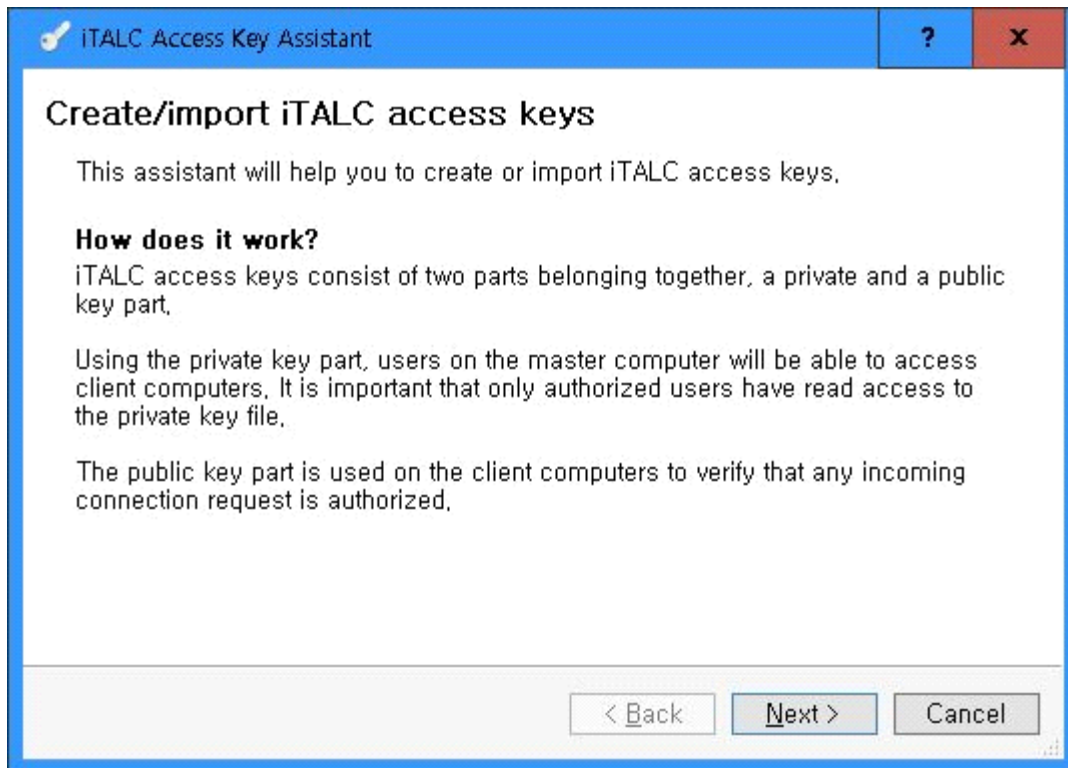 iTALC Access Key Assistant
?
x
Create/import iTALC access keys
This assistant will help you to create or import iTALC access keys.
How does it work?
iTALC access keys consist of two parts belonging together, a private and a public
key part.
Using the private key part, users on the master computer will be able to access
client computers. It is important that only authorized users have read access to
the private key file.
The public key part is used on the client computers to verify that any incoming
connection request is authorized.
< Back
Next >
Cancel